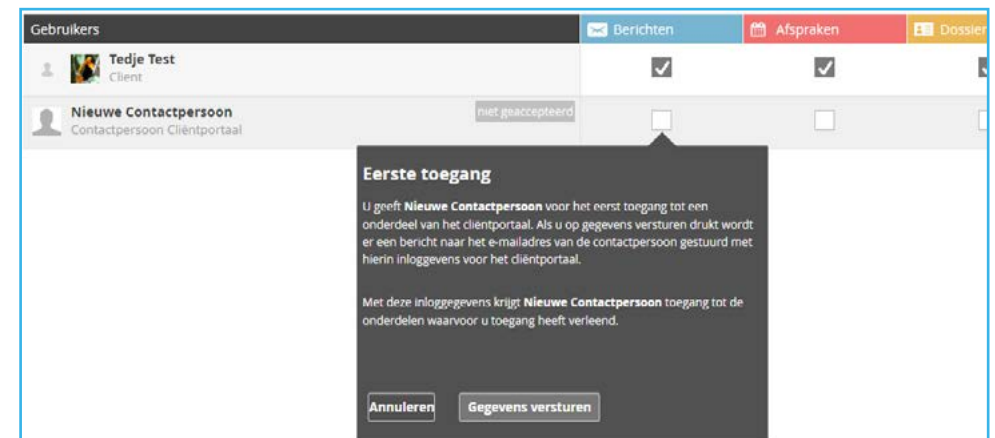 Gebruikers Berichten Afspraken Dossier
Tedje Test
Client
Nieuwe Contactpersoon niet geaccepteerd
Contactpersoon Cliëntportaal
Eerste toegang
U geeft Nieuwe Contactpersoon voor het eerst toegang tot een
onderdeel van het cliëntportaal. Als u op gegevens versturen drukt wordt
er een bericht naar het e-mailadres van de contactpersoon gestuurd met
hierin inloggevens voor het cliëntportaal.
Met deze inloggegevens krijgt Nieuwe Contactpersoon toegang tot de
onderdelen waarvoor u toegang heeft verleend.
Annuleren Gegevens versturen